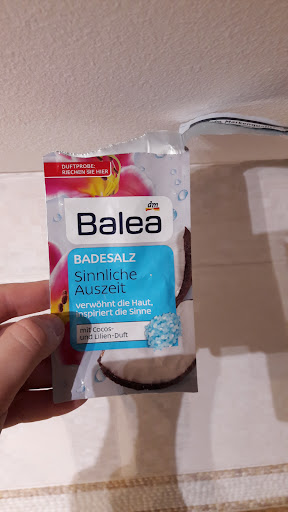 DUFTPROBE:
RIECHEN SIE HIER
dm
Balea
BADESALZ
Sinnliche
Auszeit
verwöhnt die Haut,
inspiriert die Sinne
mit Cocos-
und Lilien-Duft